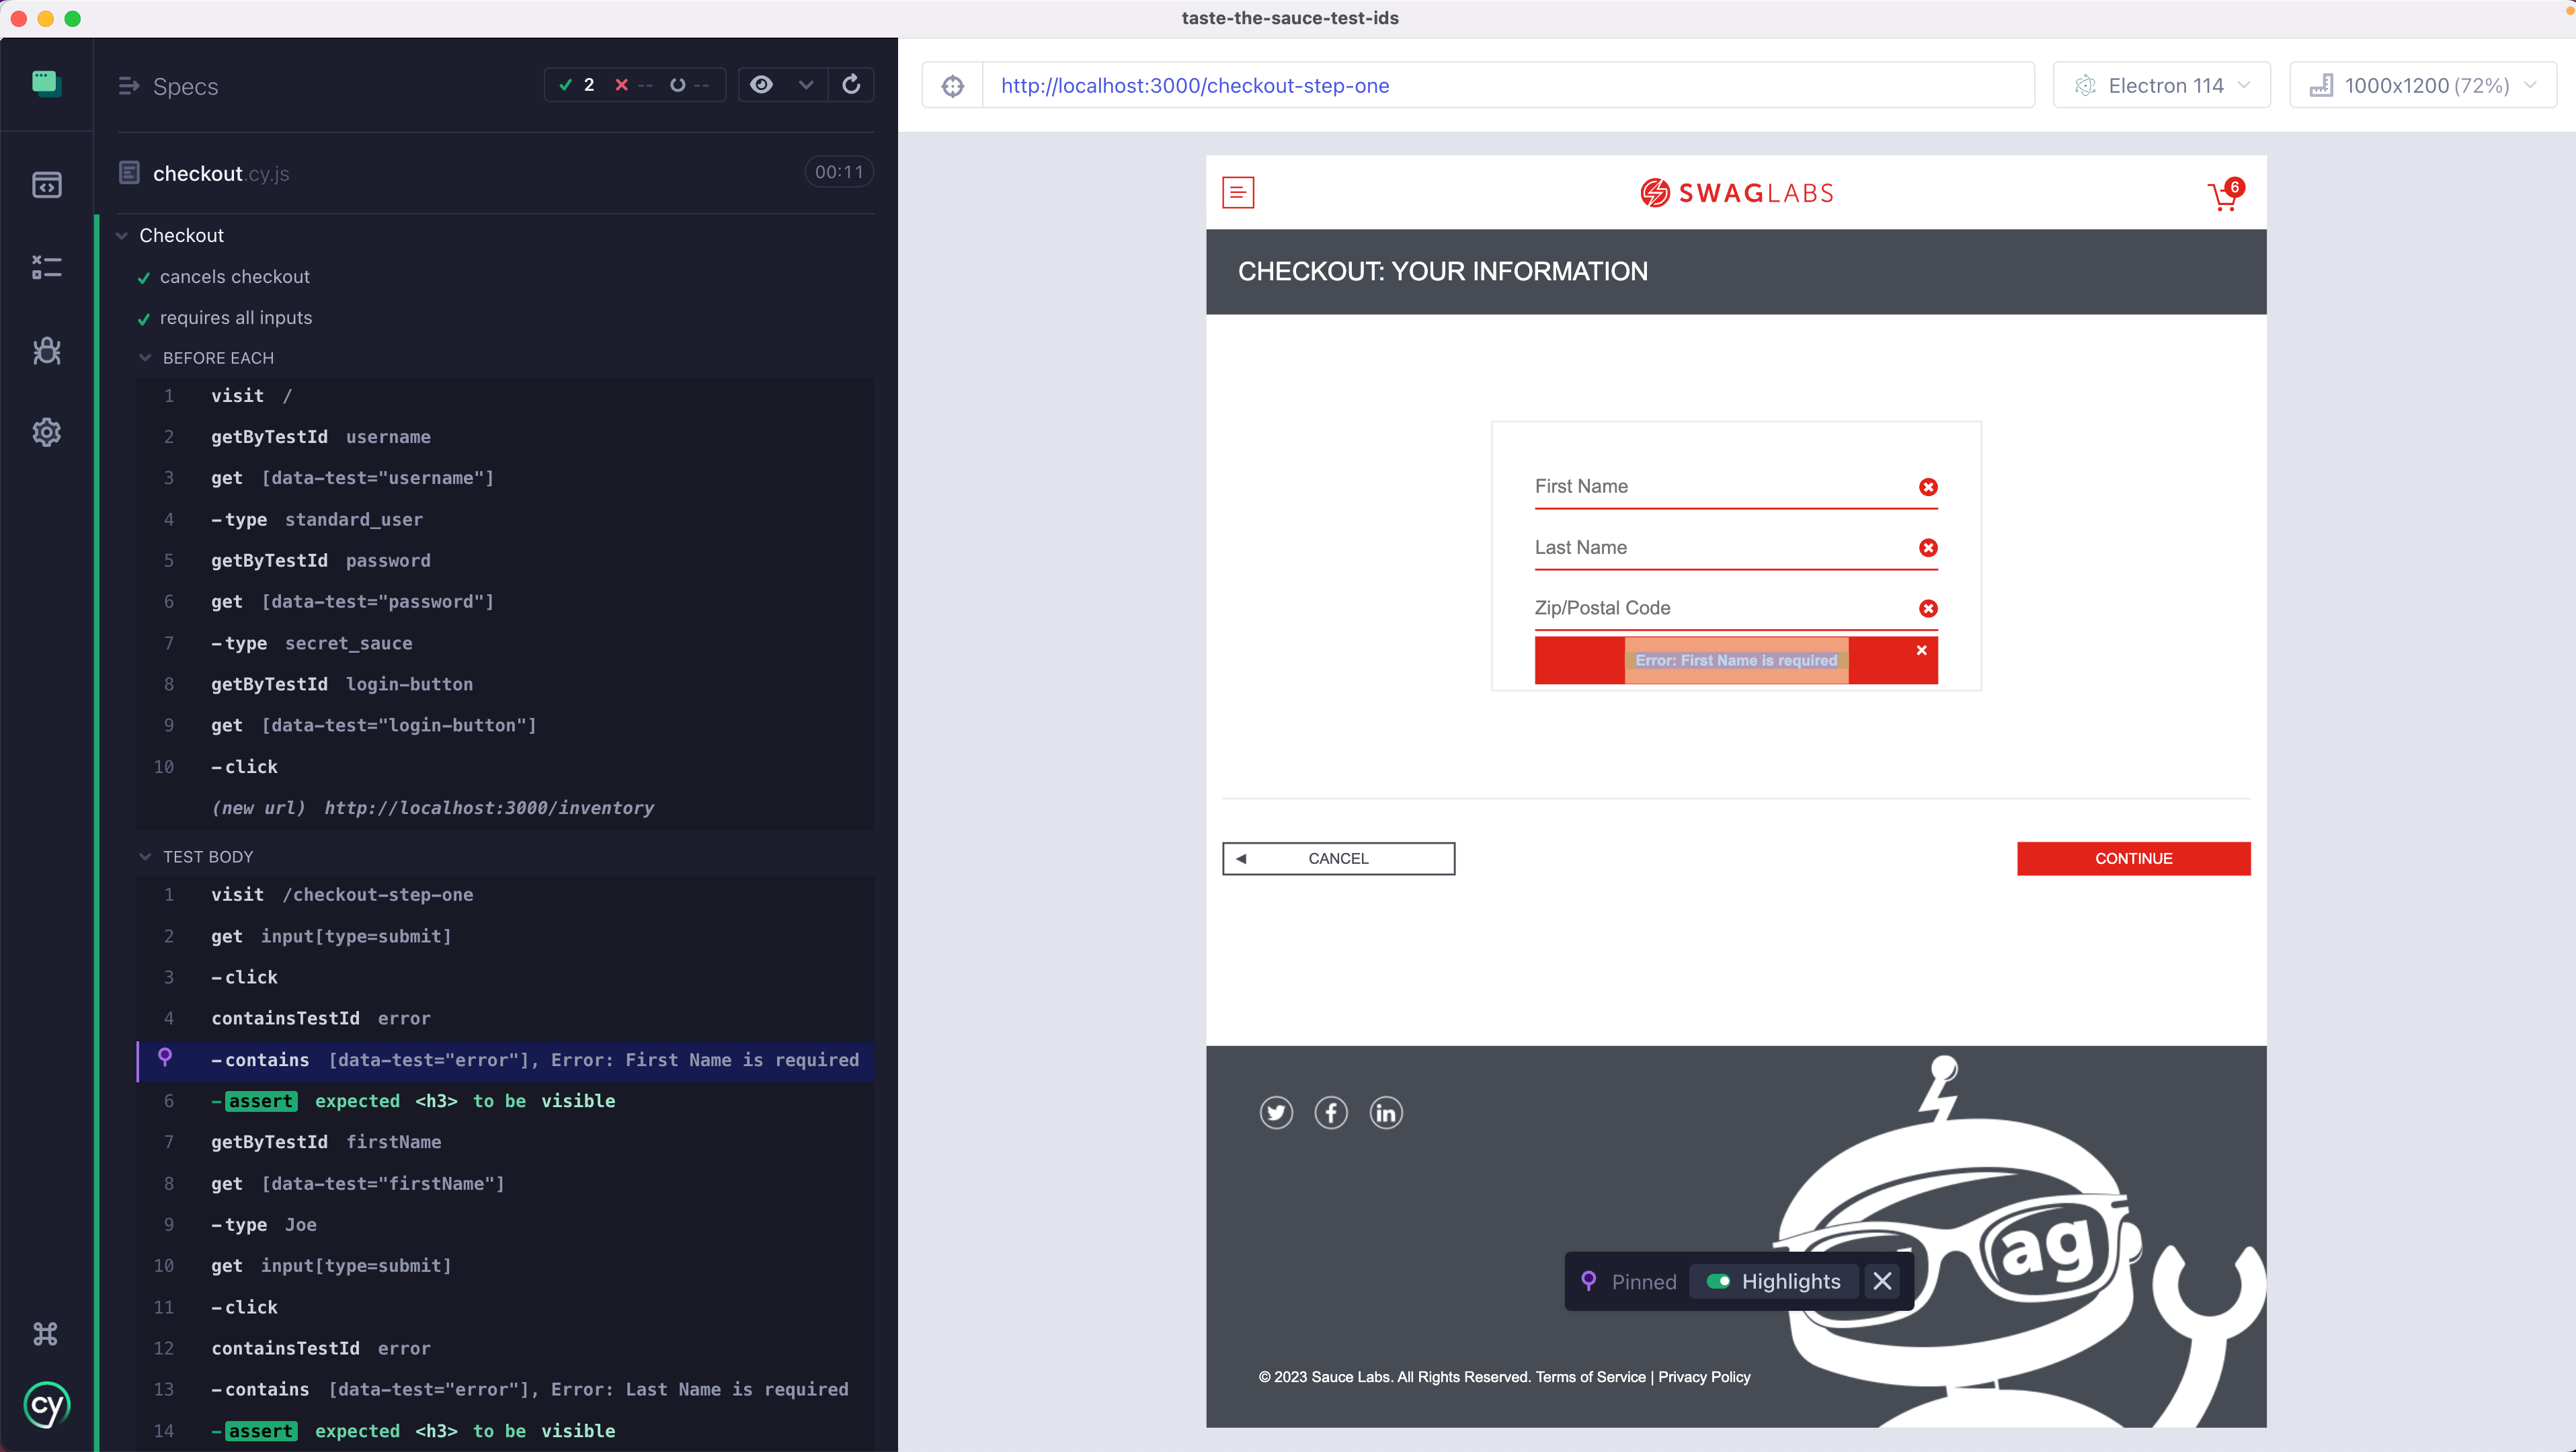 taste-the-sauce-test-ids
Specs
2 -- --
http://localhost:3000/checkout-step-one
Electron 114
1000x1200 (72%)
checkout.cy.js
00:11
Checkout
cancels checkout
requires all inputs
BEFORE EACH
1 visit /
2 getByTestId username
3 get [data-test="username"]
4 -type standard_user
5 getByTestId password
6 get [data-test="password"]
7 -type secret_sauce
8 getByTestId login-button
9 get [data-test="login-button"]
10 -click
(new url) http://localhost:3000/inventory
TEST BODY
1 visit /checkout-step-one
2 get input[type=submit]
3 -click
4 containsTestId error
-contains [data-test="error"], Error: First Name is required
6 -assert expected <h3> to be visible
7 getByTestId firstName
8 get [data-test="firstName"]
9 -type Joe
10 get input[type=submit]
11 -click
12 containsTestId error
13 -contains [data-test="error"], Error: Last Name is required
14 -assert expected <h3> to be visible
cy
SWAGLABS
6
CHECKOUT: YOUR INFORMATION
First Name
Last Name
Zip/Postal Code
Error: First Name is required
CANCEL
CONTINUE
ag
Pinned Highlights
© 2023 Sauce Labs. All Rights Reserved. Terms of Service | Privacy Policy